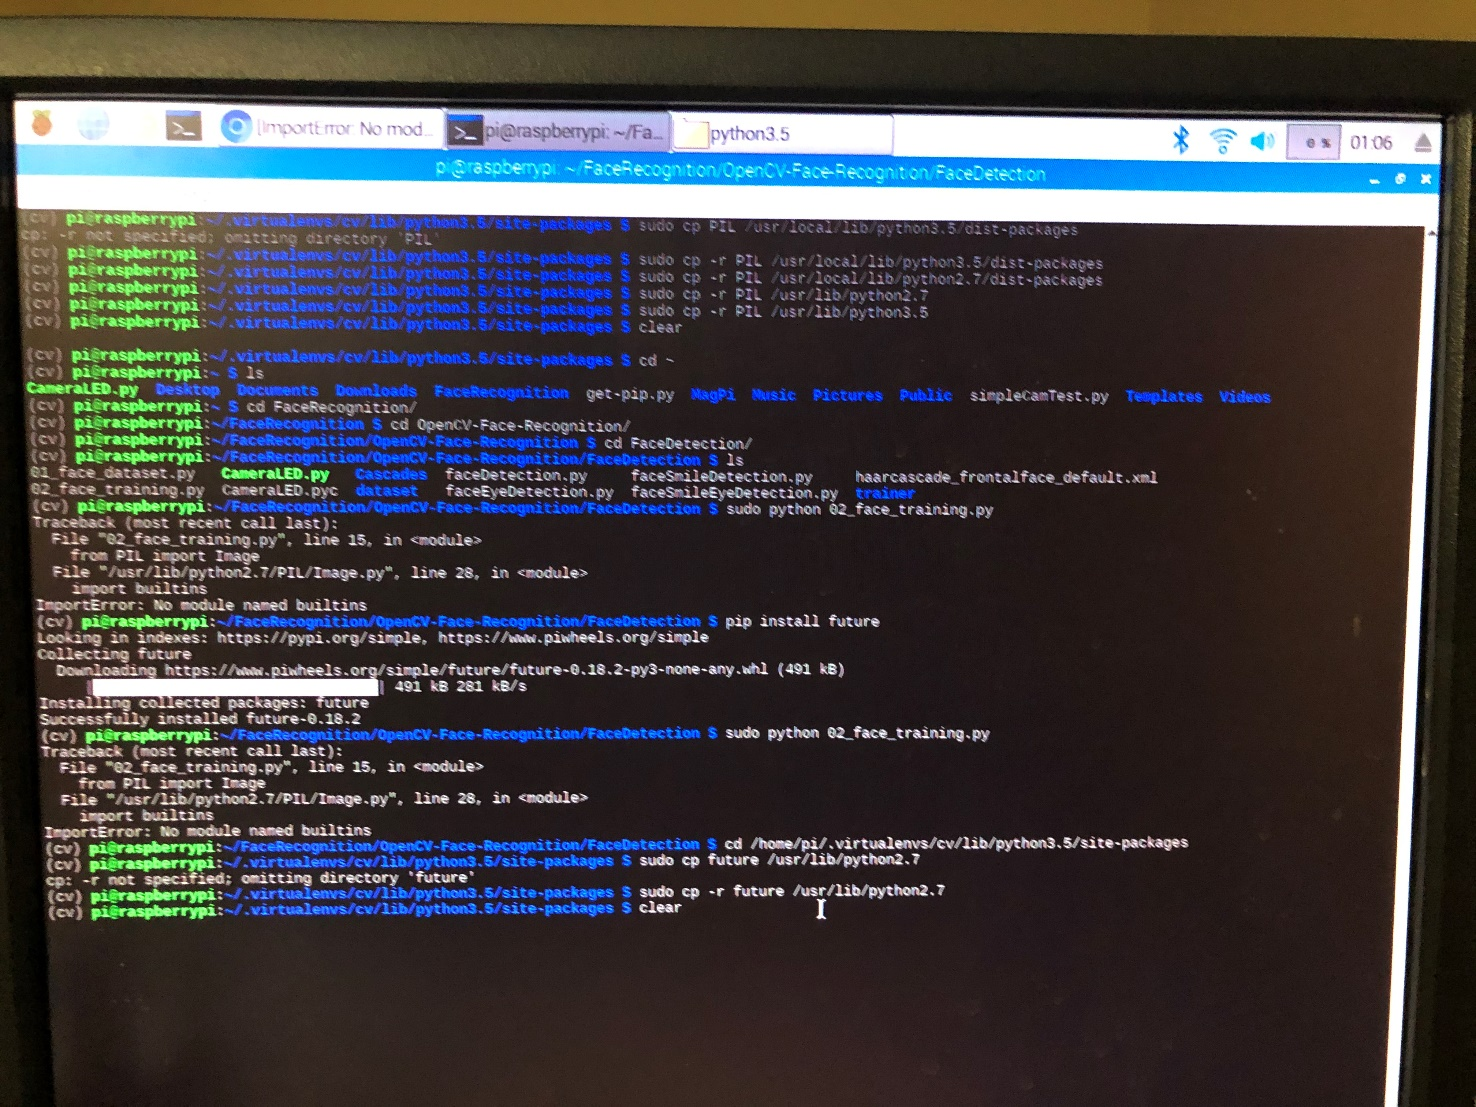 [ImportError: No mod...
pi@raspberrypi: ~/Fa...
python3.5
0 %
01:06
pi@raspberrypi: ~/FaceRecognition/OpenCV-Face-Recognition/FaceDetection
(cv) pi@raspberrypi:~/.virtualenvs/cv/lib/python3.5/site-packages $ sudo cp PIL /usr/local/lib/python3.5/dist-packages
cp: -r not specified; omitting directory 'PIL'
(cv) pi@raspberrypi:~/.virtualenvs/cv/lib/python3.5/site-packages $ sudo cp -r PIL /usr/local/lib/python3.5/dist-packages
(cv) pi@raspberrypi:~/.virtualenvs/cv/lib/python3.5/site-packages $ sudo cp -r PIL /usr/local/lib/python2.7/dist-packages
(cv) pi@raspberrypi:~/.virtualenvs/cv/lib/python3.5/site-packages $ sudo cp -r PIL /usr/lib/python2.7
(cv) pi@raspberrypi:~/.virtualenvs/cv/lib/python3.5/site-packages $ sudo cp -r PIL /usr/lib/python3.5
(cv) pi@raspberrypi:~/.virtualenvs/cv/lib/python3.5/site-packages $ clear
(cv) pi@raspberrypi:~/.virtualenvs/cv/lib/python3.5/site-packages $ cd ~
(cv) pi@raspberrypi:~ $ ls
CameraLED.py Desktop Documents Downloads FaceRecognition get-pip.py MagPi Music Pictures Public simpleCamTest.py Templates Videos
(cv) pi@raspberrypi:~ $ cd FaceRecognition/
(cv) pi@raspberrypi:~/FaceRecognition $ cd OpenCV-Face-Recognition/
(cv) pi@raspberrypi:~/FaceRecognition/OpenCV-Face-Recognition $ cd FaceDetection/
(cv) pi@raspberrypi:~/FaceRecognition/OpenCV-Face-Recognition/FaceDetection $ ls
01_face_dataset.py CameraLED.py Cascades faceDetection.py faceSmileDetection.py haarcascade_frontalface_default.xml
02_face_training.py CameraLED.pyc dataset faceEyeDetection.py faceSmileEyeDetection.py trainer
(cv) pi@raspberrypi:~/FaceRecognition/OpenCV-Face-Recognition/FaceDetection $ sudo python 02_face_training.py
Traceback (most recent call last):
File "02_face_training.py", line 15, in <module>
from PIL import Image
File "/usr/lib/python2.7/PIL/Image.py", line 28, in <module>
import builtins
ImportError: No module named builtins
(cv) pi@raspberrypi:~/FaceRecognition/OpenCV-Face-Recognition/FaceDetection $ pip install future
Looking in indexes: https://pypi.org/simple, https://www.piwheels.org/simple
Collecting future
Downloading https://www.piwheels.org/simple/future/future-0.18.2-py3-none-any.whl (491 kB)
| 491 kB 281 kB/s
Installing collected packages: future
Successfully installed future-0.18.2
(cv) pi@raspberrypi:~/FaceRecognition/OpenCV-Face-Recognition/FaceDetection $ sudo python 02_face_training.py
Traceback (most recent call last):
File "02_face_training.py", line 15, in <module>
from PIL import Image
File "/usr/lib/python2.7/PIL/Image.py", line 28, in <module>
import builtins
ImportError: No module named builtins
(cv) pi@raspberrypi:~/FaceRecognition/OpenCV-Face-Recognition/FaceDetection $ cd /home/pi/.virtualenvs/cv/lib/python3.5/site-packages
(cv) pi@raspberrypi:~/.virtualenvs/cv/lib/python3.5/site-packages $ sudo cp future /usr/lib/python2.7
cp: -r not specified; omitting directory 'future'
(cv) pi@raspberrypi:~/.virtualenvs/cv/lib/python3.5/site-packages $ sudo cp -r future /usr/lib/python2.7
(cv) pi@raspberrypi:~/.virtualenvs/cv/lib/python3.5/site-packages $ clear